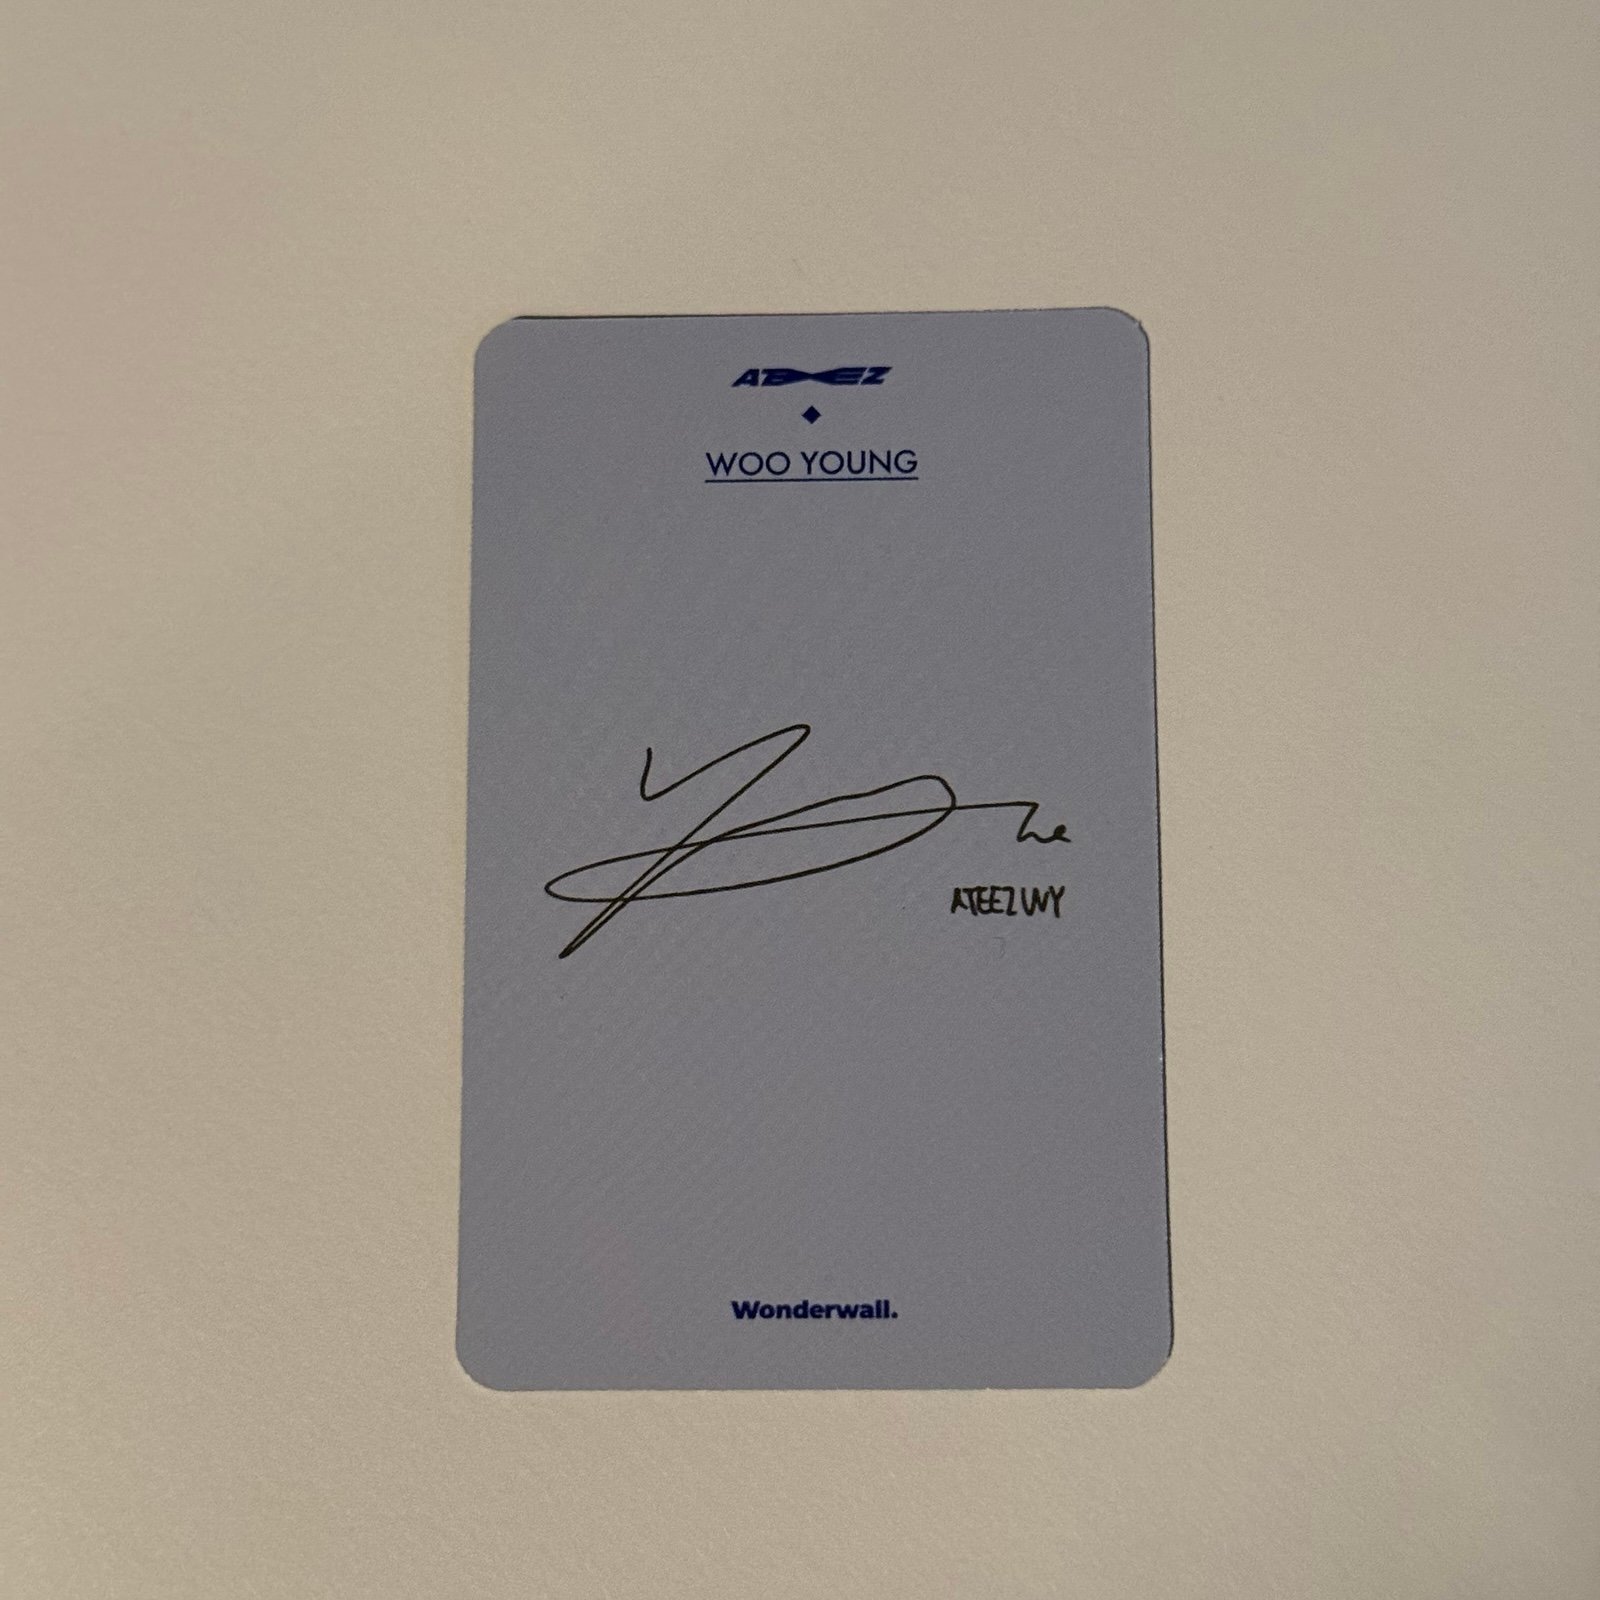 ATEEZ
WOO YOUNG
ATEEZ WY
Wonderwall.